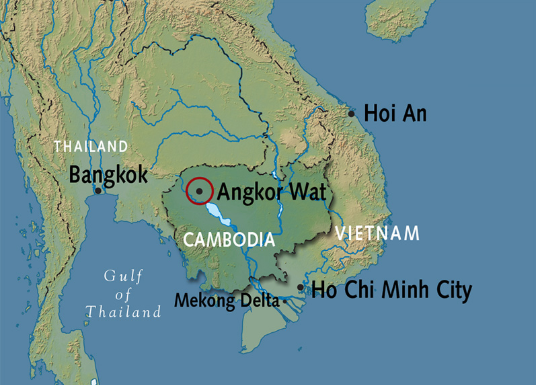 Hoi An
THAILAND
Bangkok
Angkor Wat
CAMBODIA
VIETNAM
Gulf
of
Thailand
Mekong Delta
Ho Chi Minh City